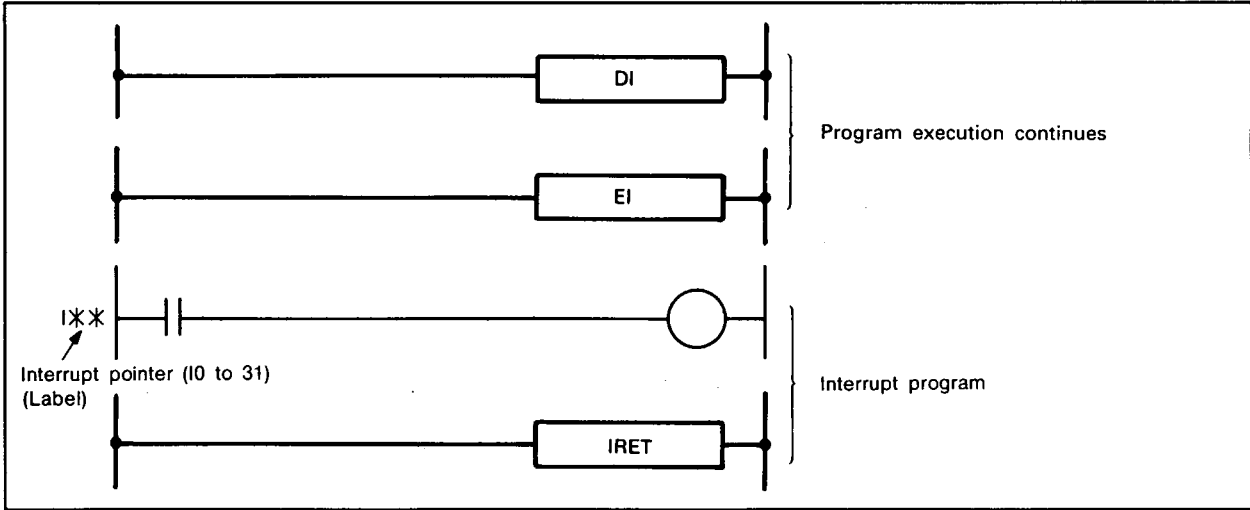 DI
Program execution continues
EI
I**
Interrupt pointer (I0 to 31)
(Label)
Interrupt program
IRET